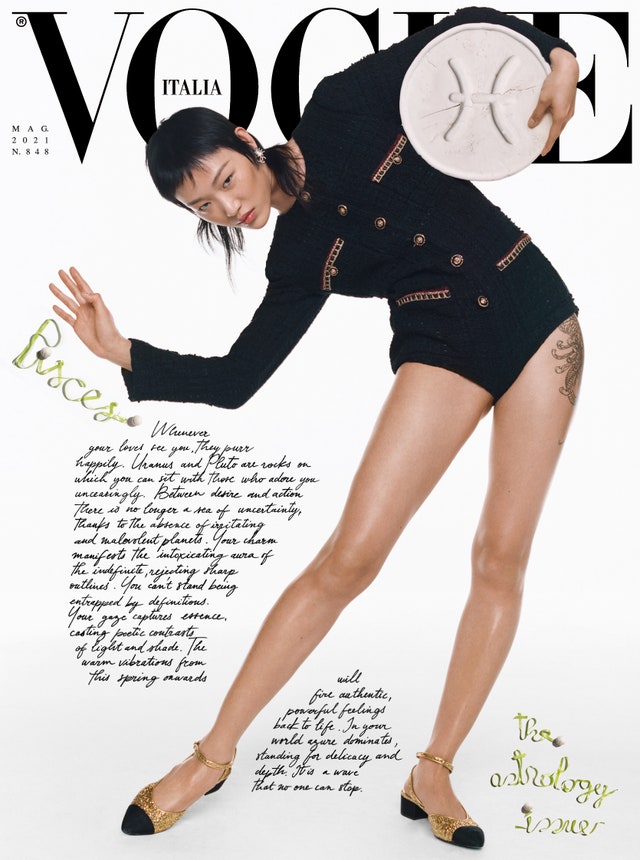 ®
VOGUE
ITALIA
MAG.
2021
N. 848
Pisces
Whenever
your loves see you, they purr
happily. Uranus and Pluto are rocks on
which you can sit with those who adore you
unceasingly. Between desire and action
there is no longer a sea of uncertainty,
thanks to the absence of irritating
and malevolent planets. Your charm
manifests the intoxicating aura of
the indefinite, rejecting sharp
outlines. You can't stand being
entrapped by definitions.
Your gaze captures essence,
casting poetic contrasts
of light and shade. The
warm vibrations from
this spring onwards
will
fire authentic,
powerful feelings
back to life. In your
world azure dominates,
standing for delicacy and
depth. It is a wave
that no one can stop.
the
astrology
issue